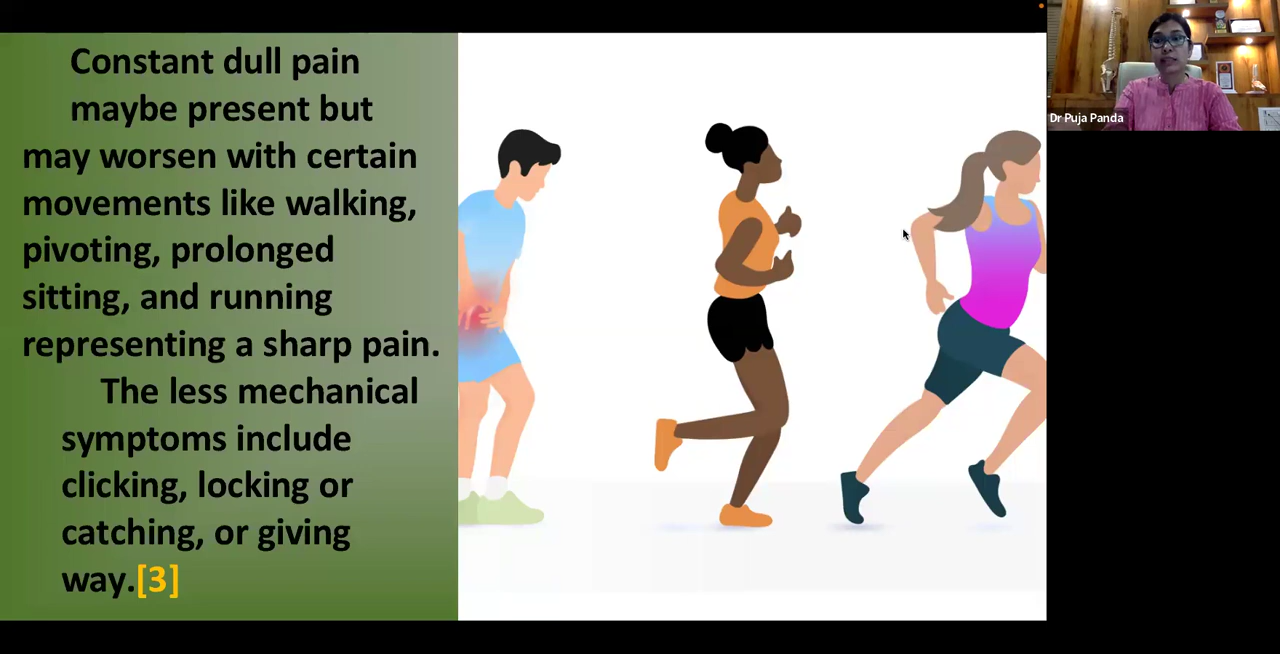 Constant dull pain
maybe present but
may worsen with certain
movements like walking,
pivoting, prolonged
sitting, and running
representing a sharp pain.
The less mechanical
symptoms include
clicking, locking or
catching, or giving
way.[3]
Dr Puja Panda